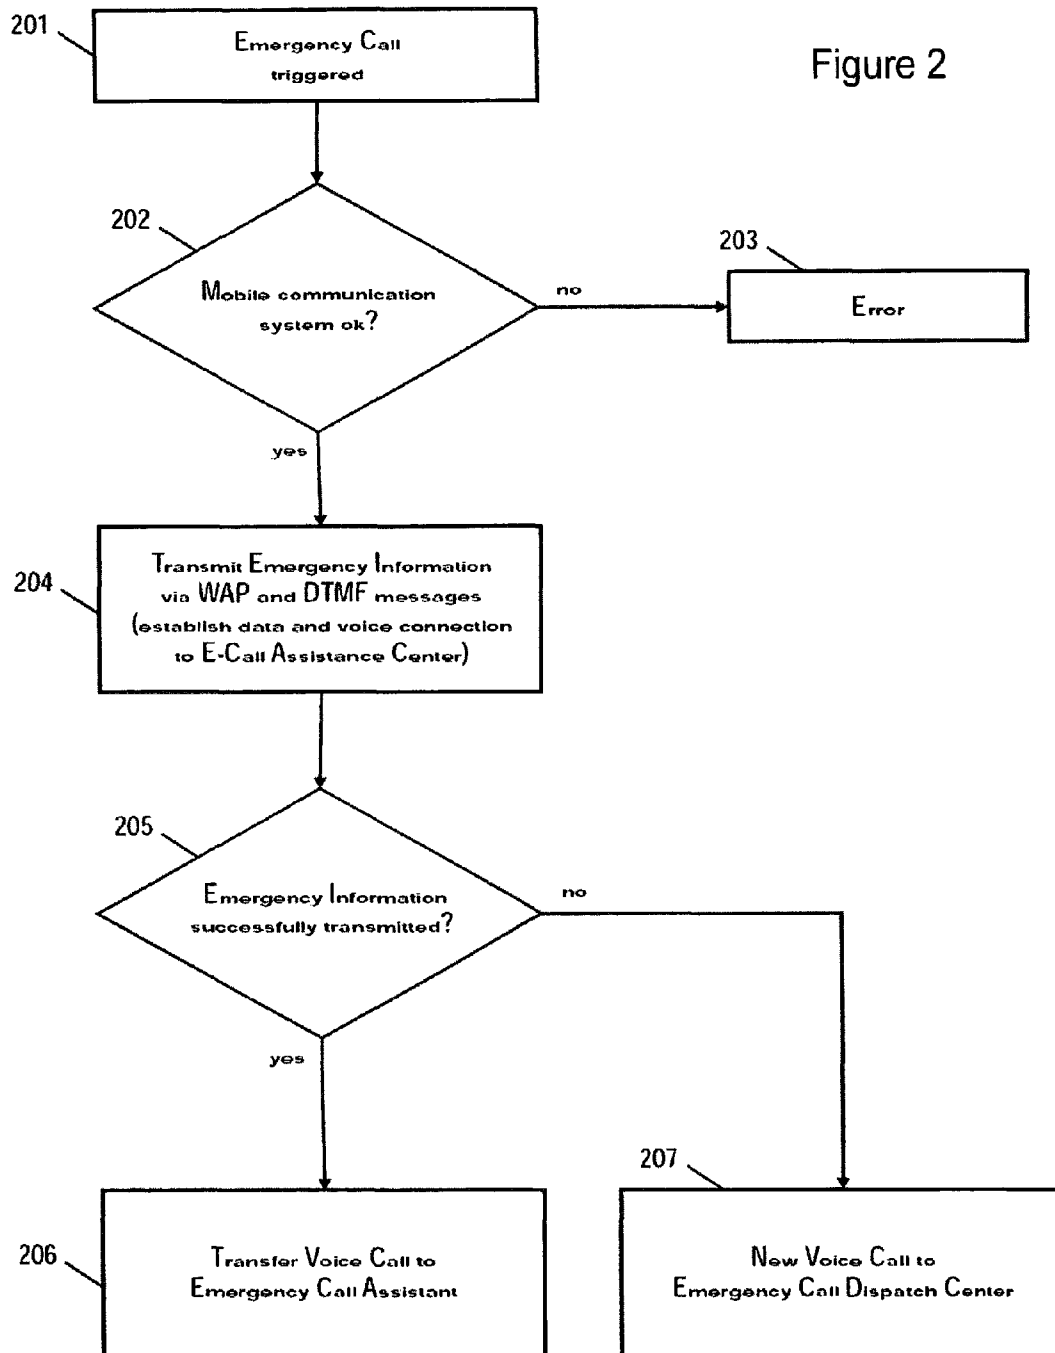 201
Emergency Call
triggered
Figure 2
202
Mobile communication
system ok?
no
203
Error
yes
204
Transmit Emergency Information
via WAP and DTMF messages
(establish data and voice connection
to E-Call Assistance Center)
205
Emergency Information
successfully transmitted?
no
yes
206
Transfer Voice Call to
Emergency Call Assistant
207
New Voice Call to
Emergency Call Dispatch Center